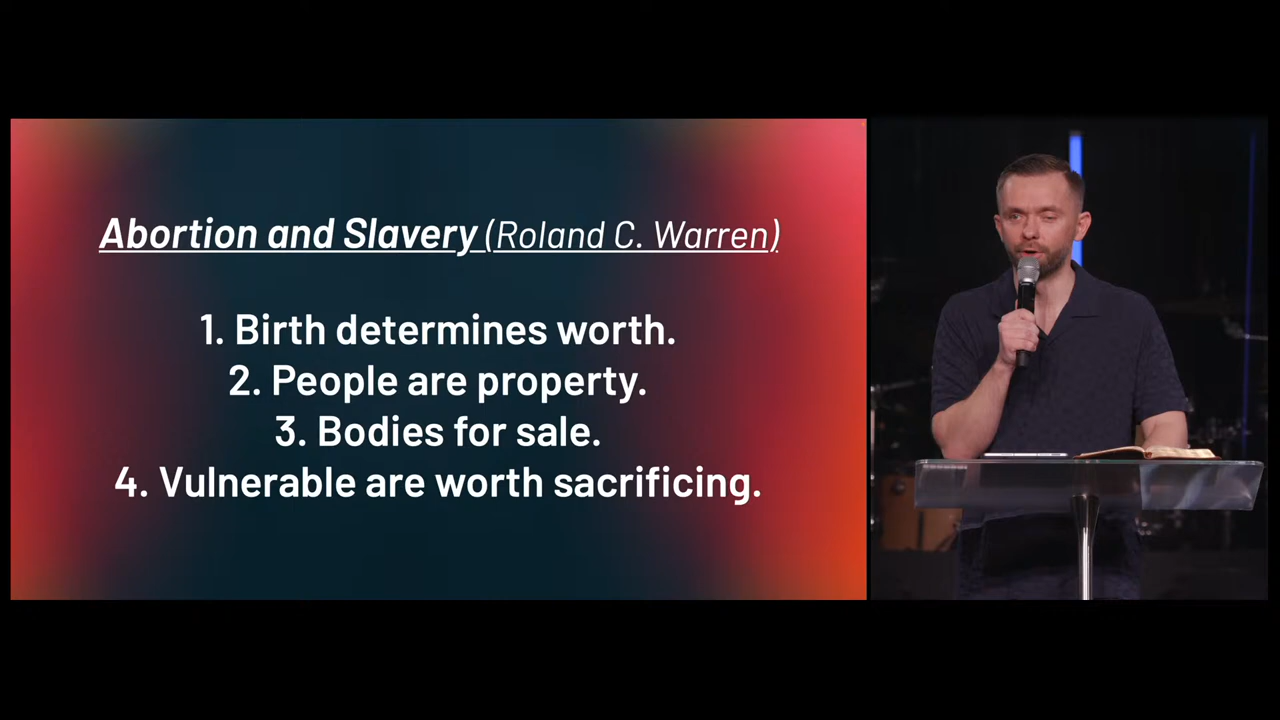 Abortion and Slavery (Roland C. Warren)
1. Birth determines worth.
2. People are property.
3. Bodies for sale.
4. Vulnerable are worth sacrificing.